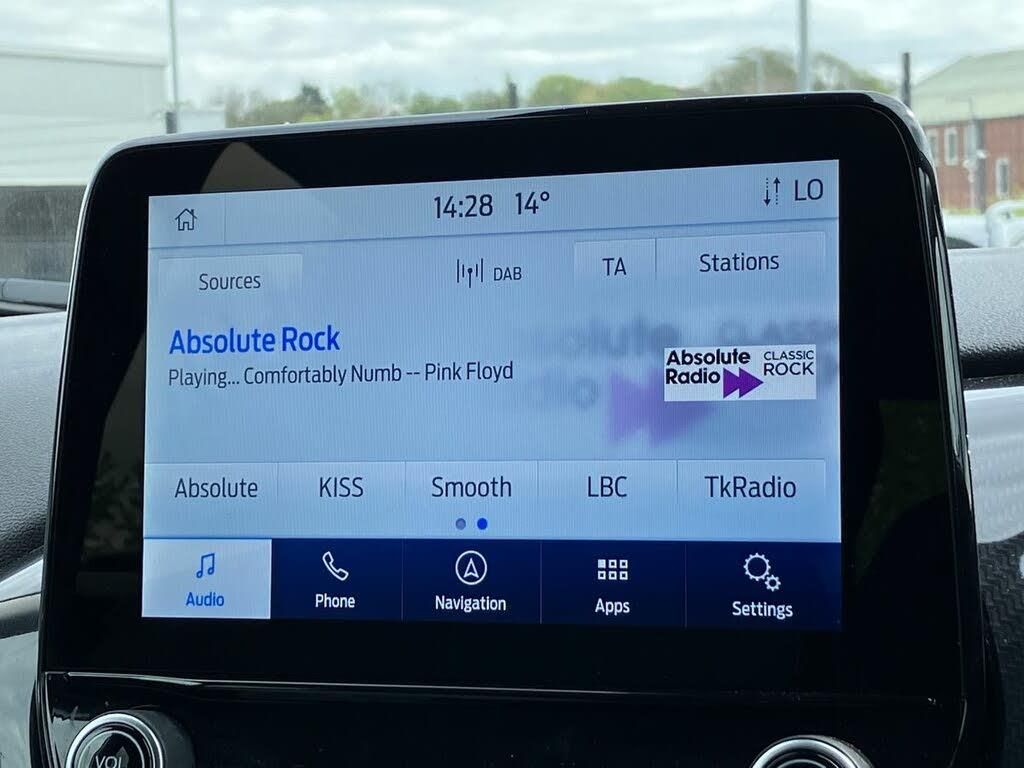 14:28 14° LO
Sources DAB TA Stations
Absolute Rock
Playing... Comfortably Numb -- Pink Floyd
Absolute Radio CLASSIC ROCK
Absolute KISS Smooth LBC TkRadio
Audio Phone Navigation Apps Settings
VOL